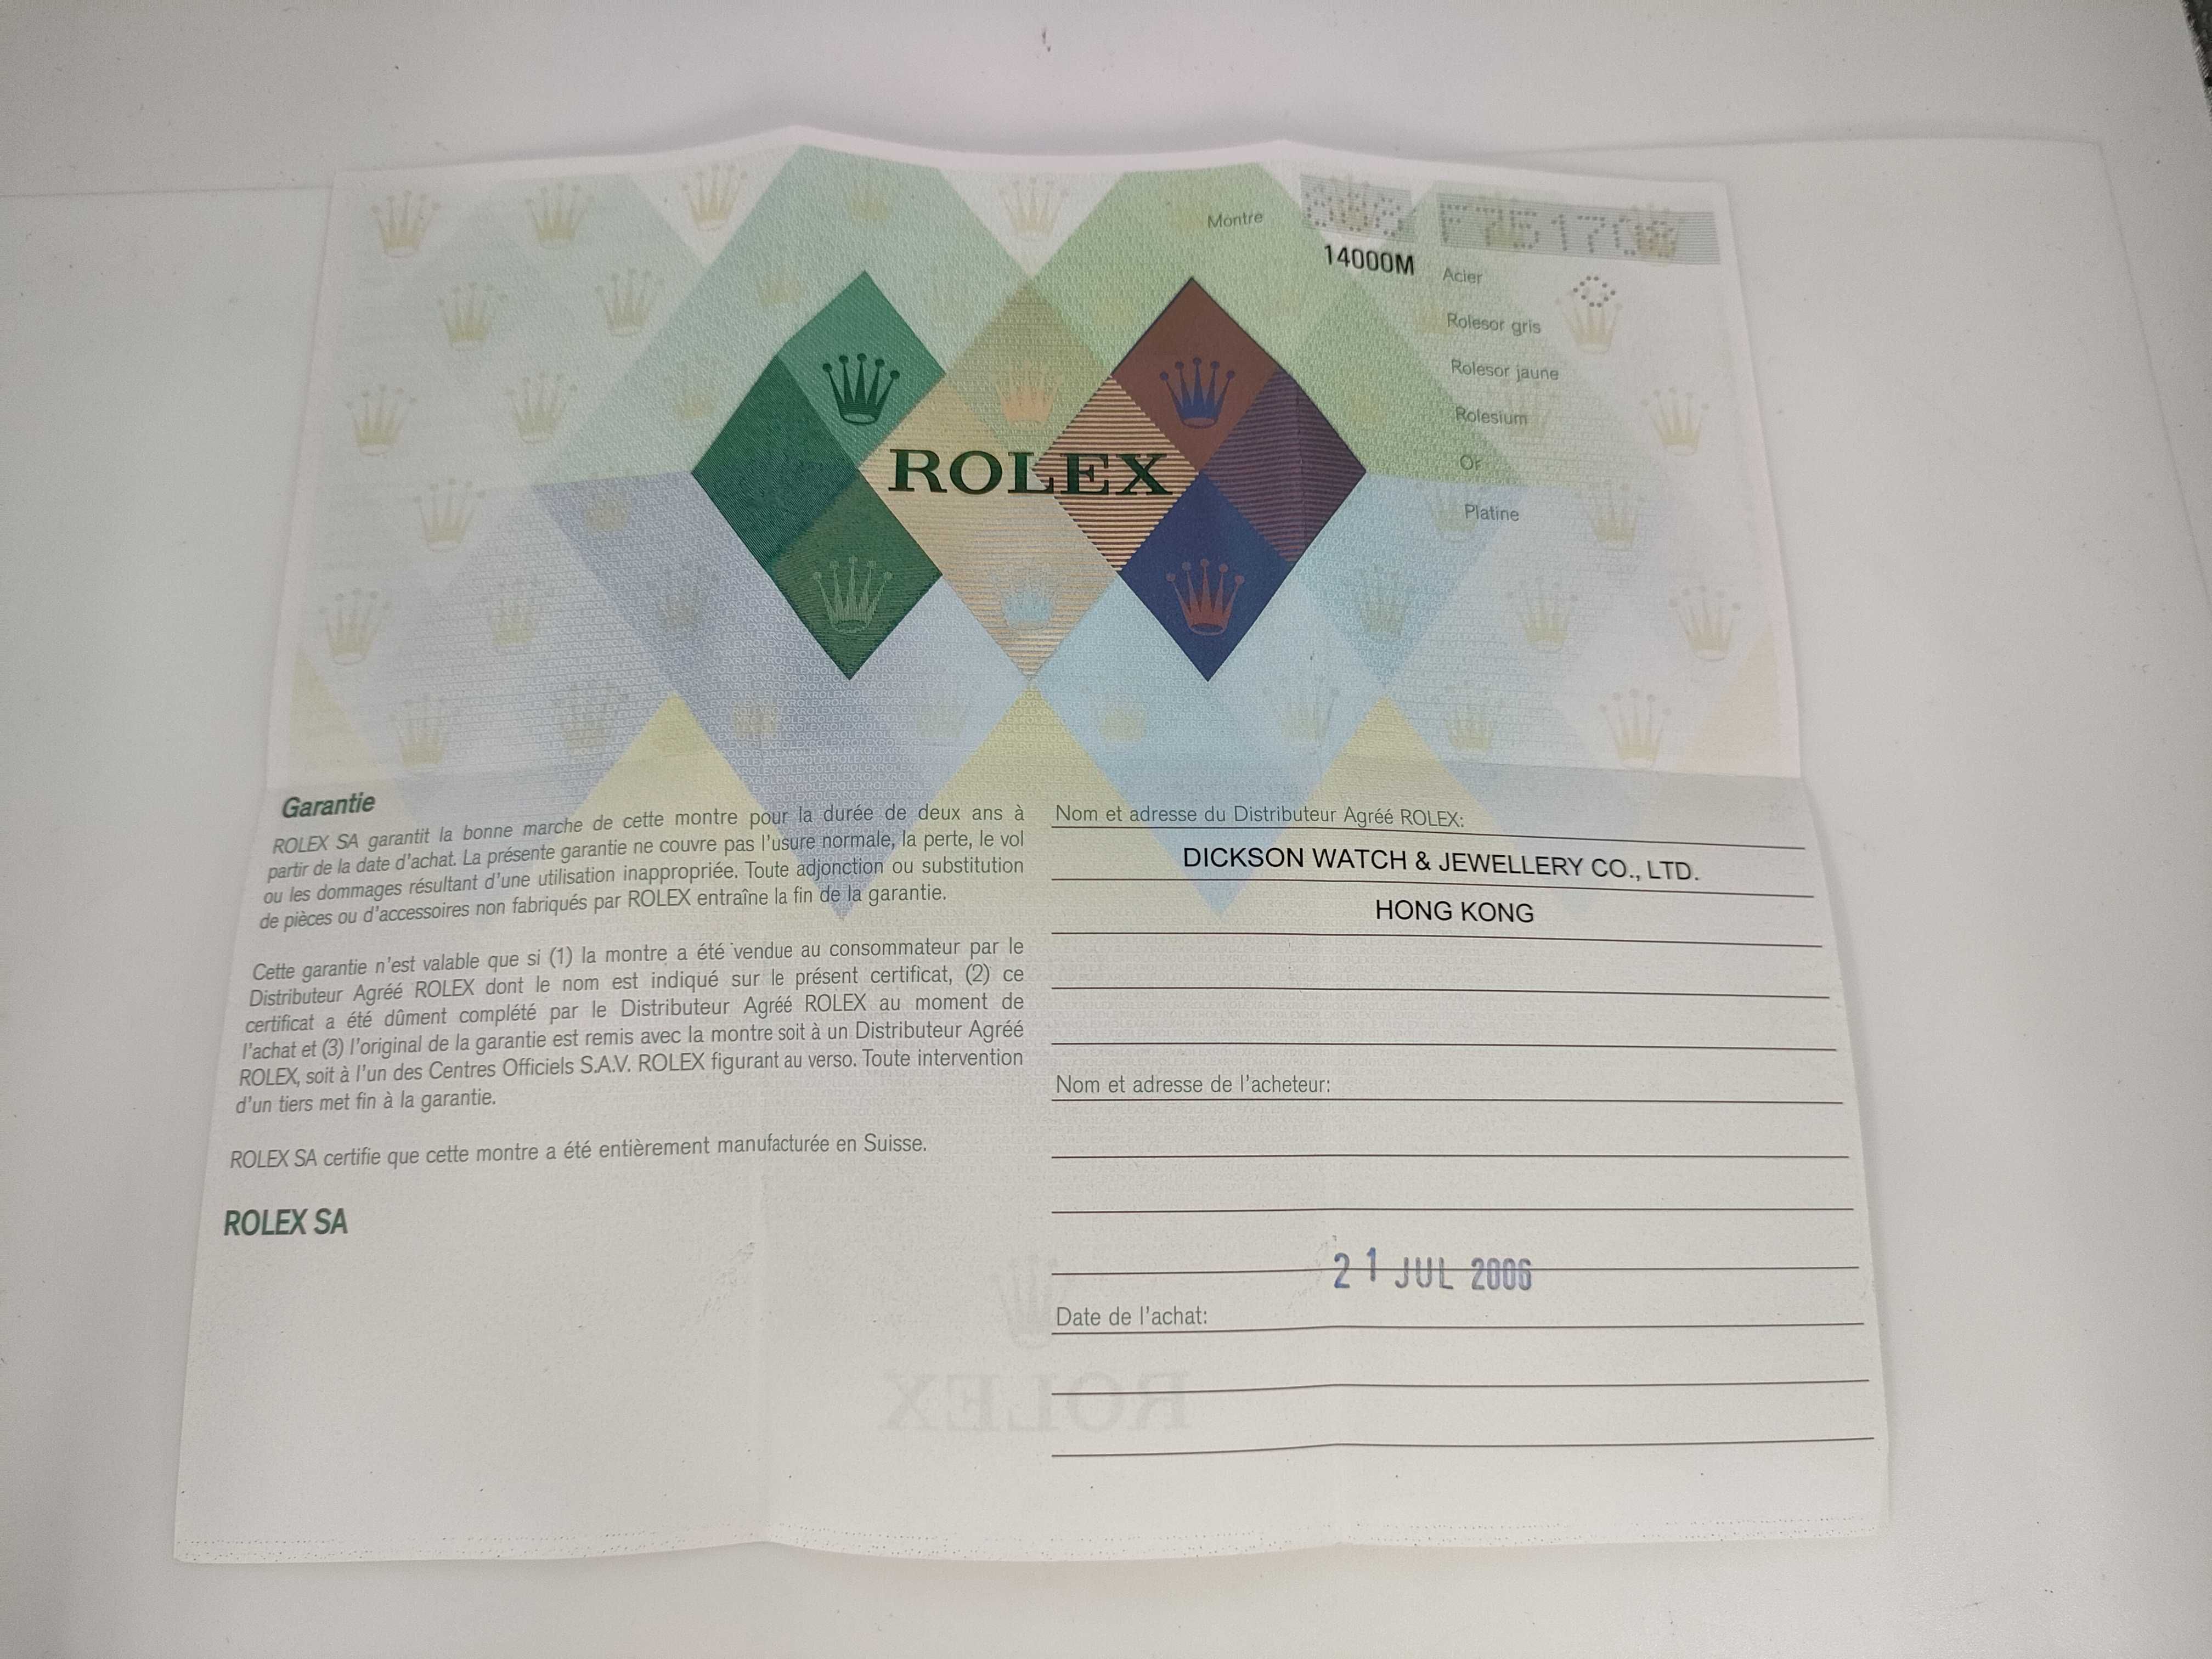 Montre
14000M
Acier
Rolesor gris
Rolesor jaune
Rolesium
Or
Platine
ROLEX
Garantie
ROLEX SA garantit la bonne marche de cette montre pour la durée de deux ans à
partir de la date d'achat. La présente garantie ne couvre pas l'usure normale, la perte, le vol
ou les dommages résultant d'une utilisation inappropriée. Toute adjonction ou substitution
de pièces ou d'accessoires non fabriqués par ROLEX entraîne la fin de la garantie.
Cette garantie n'est valable que si (1) la montre a été vendue au consommateur par le
Distributeur Agréé ROLEX dont le nom est indiqué sur le présent certificat, (2) ce
certificat a été dûment complété par le Distributeur Agréé ROLEX au moment de
l'achat et (3) l'original de la garantie est remis avec la montre soit à un Distributeur Agréé
ROLEX, soit à l'un des Centres Officiels S.A.V. ROLEX figurant au verso. Toute intervention
d'un tiers met fin à la garantie.
ROLEX SA certifie que cette montre a été entièrement manufacturée en Suisse.
ROLEX SA
Nom et adresse du Distributeur Agréé ROLEX:
DICKSON WATCH & JEWELLERY CO., LTD.
HONG KONG
Nom et adresse de l'acheteur:
21 JUL 2006
Date de l'achat:
ROLEX